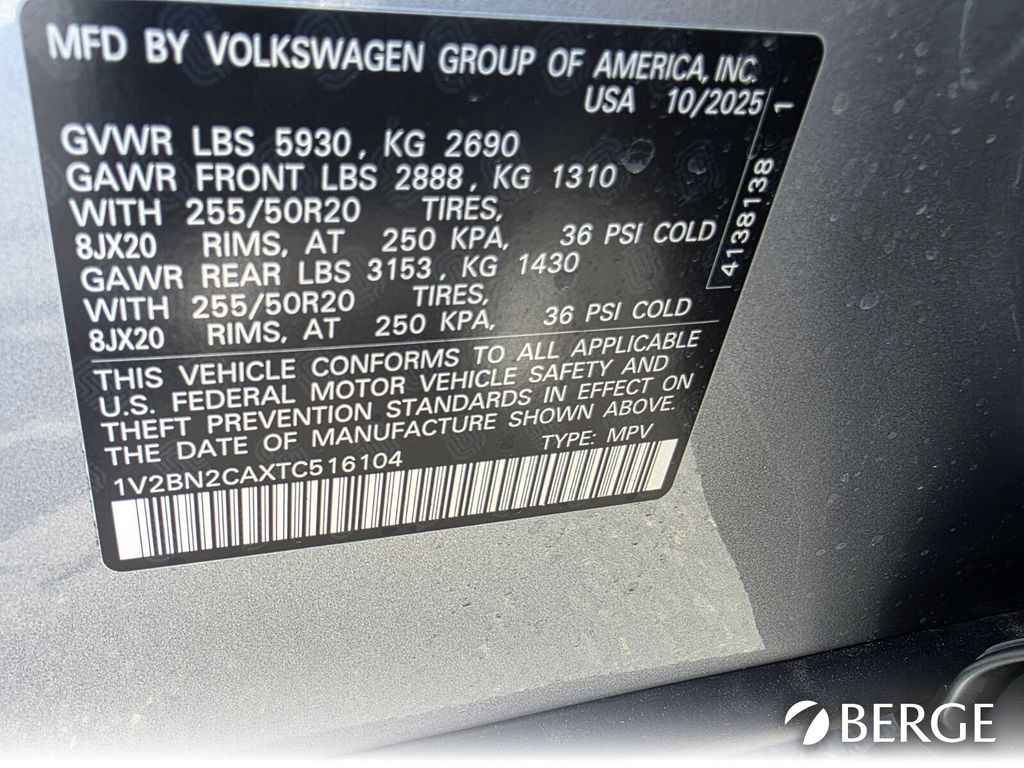 MFD BY VOLKSWAGEN GROUP OF AMERICA, INC.
USA 10/2025
GVWR LBS 5930, KG 2690
GAWR FRONT LBS 2888, KG 1310
WITH 255/50R20 TIRES,
8JX20 RIMS, AT 250 KPA, 36 PSI COLD
GAWR REAR LBS 3153, KG 1430
WITH 255/50R20 TIRES,
8JX20 RIMS, AT 250 KPA, 36 PSI COLD
THIS VEHICLE CONFORMS TO ALL APPLICABLE
U.S. FEDERAL MOTOR VEHICLE SAFETY AND
THEFT PREVENTION STANDARDS IN EFFECT ON
THE DATE OF MANUFACTURE SHOWN ABOVE.
1V2BN2CAXTC516104 TYPE: MPV
4138138 1
BERGE